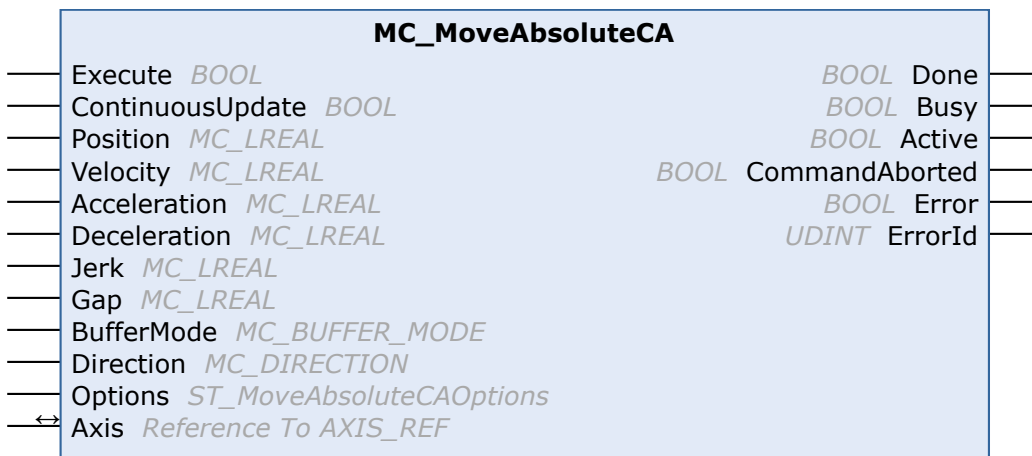 MC_MoveAbsoluteCA
Execute BOOL BOOL Done
ContinuousUpdate BOOL BOOL Busy
Position MC_LREAL BOOL Active
Velocity MC_LREAL BOOL CommandAborted
Acceleration MC_LREAL BOOL Error
Deceleration MC_LREAL UDINT ErrorId
Jerk MC_LREAL
Gap MC_LREAL
BufferMode MC_BUFFER_MODE
Direction MC_DIRECTION
Options ST_MoveAbsoluteCAOptions
↔ Axis Reference To AXIS_REF